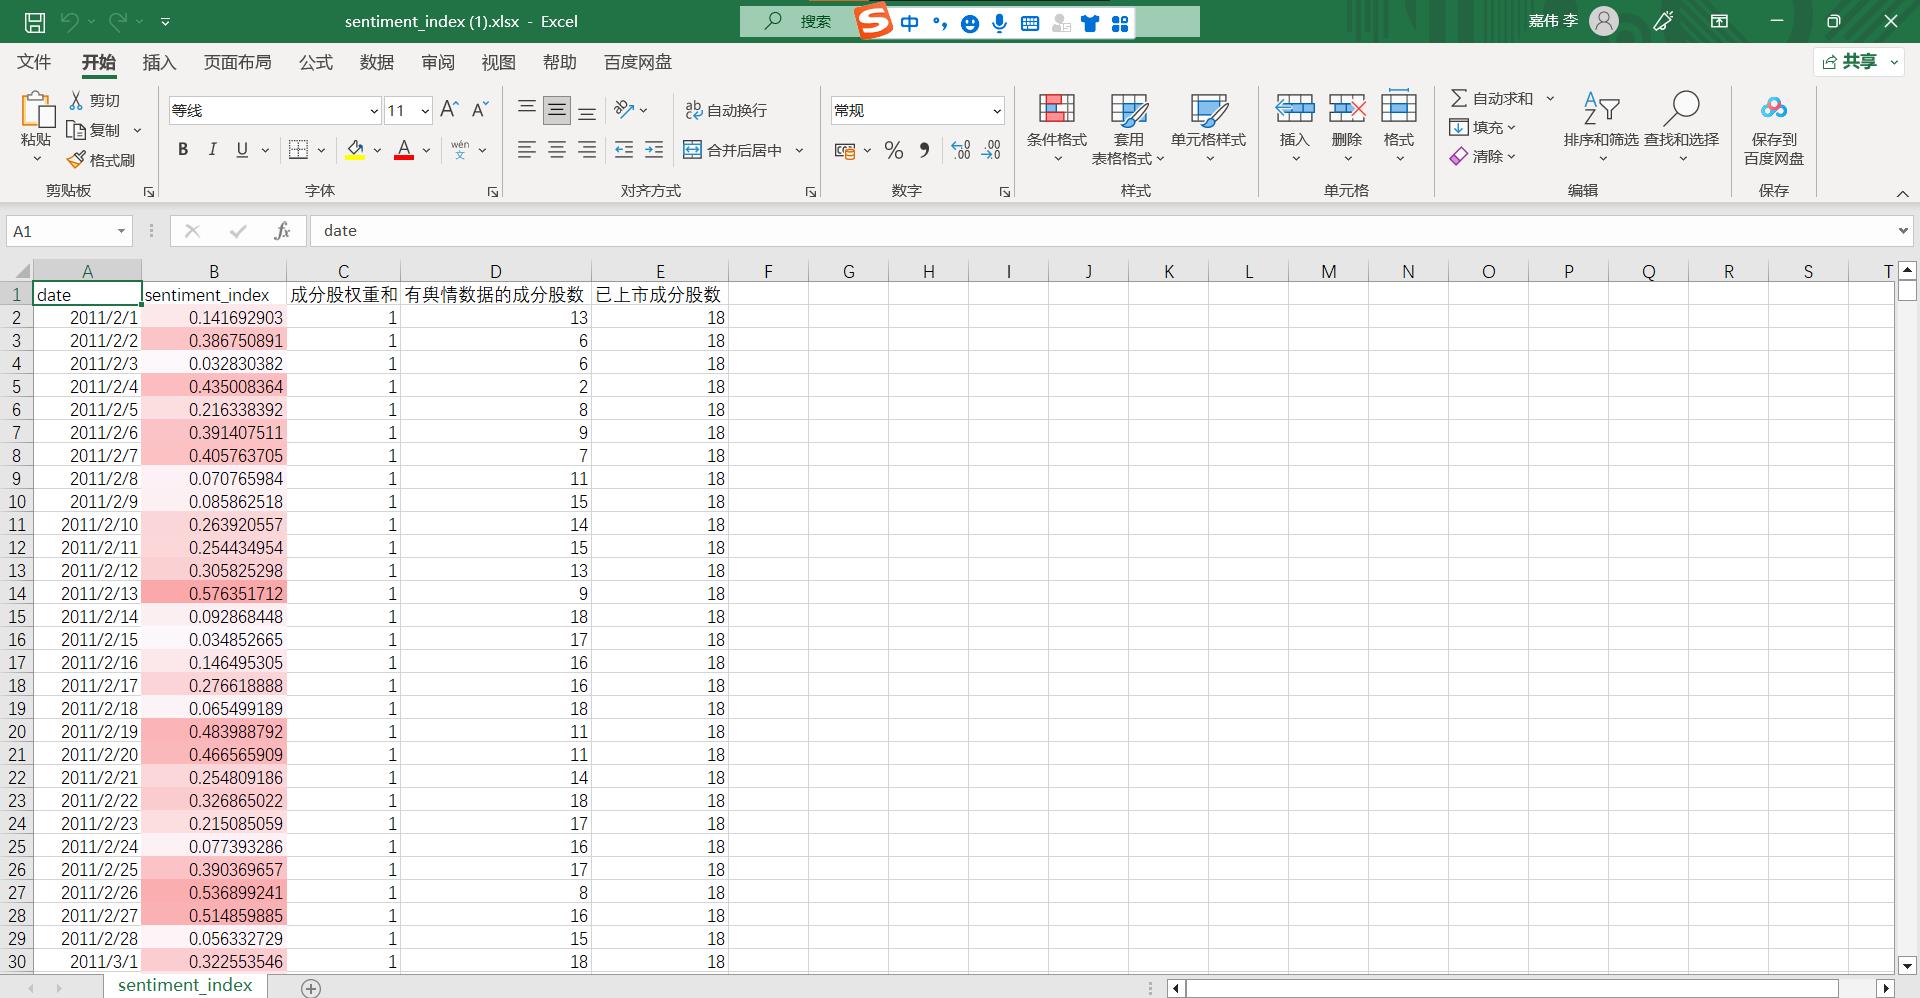 sentiment_index (1).xlsx - Excel
搜索
中
嘉伟 李
文件 开始 插入 页面布局 公式 数据 审阅 视图 帮助 百度网盘 共享
粘贴 剪切
复制
格式刷
剪贴板
等线 11
B I U A wén 文
字体
自动换行
合并后居中
对齐方式
常规
数字
条件格式 套用 表格格式 单元格样式
样式
插入 删除 格式
单元格
自动求和
填充
清除
排序和筛选 查找和选择
编辑
保存到 百度网盘
保存
A1 fx date
A B C D E F G H I J K L M N O P Q R S T
1 date sentiment_index 成分股权重和 有舆情数据的成分股数 已上市成分股数
2 2011/2/1 0.141692903 1 13 18
3 2011/2/2 0.386750891 1 6 18
4 2011/2/3 0.032830382 1 6 18
5 2011/2/4 0.435008364 1 2 18
6 2011/2/5 0.216338392 1 8 18
7 2011/2/6 0.391407511 1 9 18
8 2011/2/7 0.405763705 1 7 18
9 2011/2/8 0.070765984 1 11 18
10 2011/2/9 0.085862518 1 15 18
11 2011/2/10 0.263920557 1 14 18
12 2011/2/11 0.254434954 1 15 18
13 2011/2/12 0.305825298 1 13 18
14 2011/2/13 0.576351712 1 9 18
15 2011/2/14 0.092868448 1 18 18
16 2011/2/15 0.034852665 1 17 18
17 2011/2/16 0.146495305 1 16 18
18 2011/2/17 0.276618888 1 16 18
19 2011/2/18 0.065499189 1 18 18
20 2011/2/19 0.483988792 1 11 18
21 2011/2/20 0.466565909 1 11 18
22 2011/2/21 0.254809186 1 14 18
23 2011/2/22 0.326865022 1 18 18
24 2011/2/23 0.215085059 1 17 18
25 2011/2/24 0.077393286 1 16 18
26 2011/2/25 0.390369657 1 17 18
27 2011/2/26 0.536899241 1 8 18
28 2011/2/27 0.514859885 1 16 18
29 2011/2/28 0.056332729 1 15 18
30 2011/3/1 0.322553546 1 18 18
sentiment_index